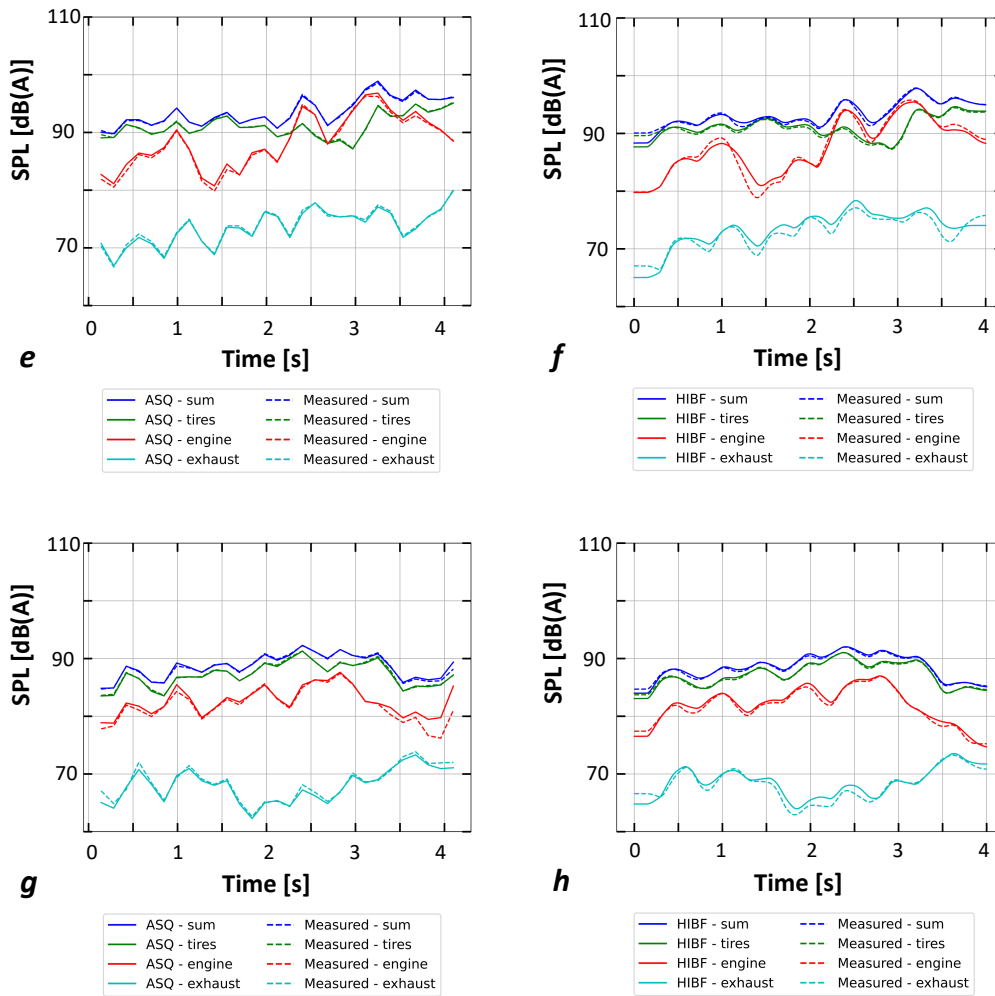 110
90
70
SPL [dB(A)]
0 1 2 3 4
Time [s]
e
ASQ - sum Measured - sum
ASQ - tires Measured - tires
ASQ - engine Measured - engine
ASQ - exhaust Measured - exhaust
110
90
70
SPL [dB(A)]
0 1 2 3 4
Time [s]
f
HIBF - sum Measured - sum
HIBF - tires Measured - tires
HIBF - engine Measured - engine
HIBF - exhaust Measured - exhaust
110
90
70
SPL [dB(A)]
0 1 2 3 4
Time [s]
g
ASQ - sum Measured - sum
ASQ - tires Measured - tires
ASQ - engine Measured - engine
ASQ - exhaust Measured - exhaust
110
90
70
SPL [dB(A)]
0 1 2 3 4
Time [s]
h
HIBF - sum Measured - sum
HIBF - tires Measured - tires
HIBF - engine Measured - engine
HIBF - exhaust Measured - exhaust